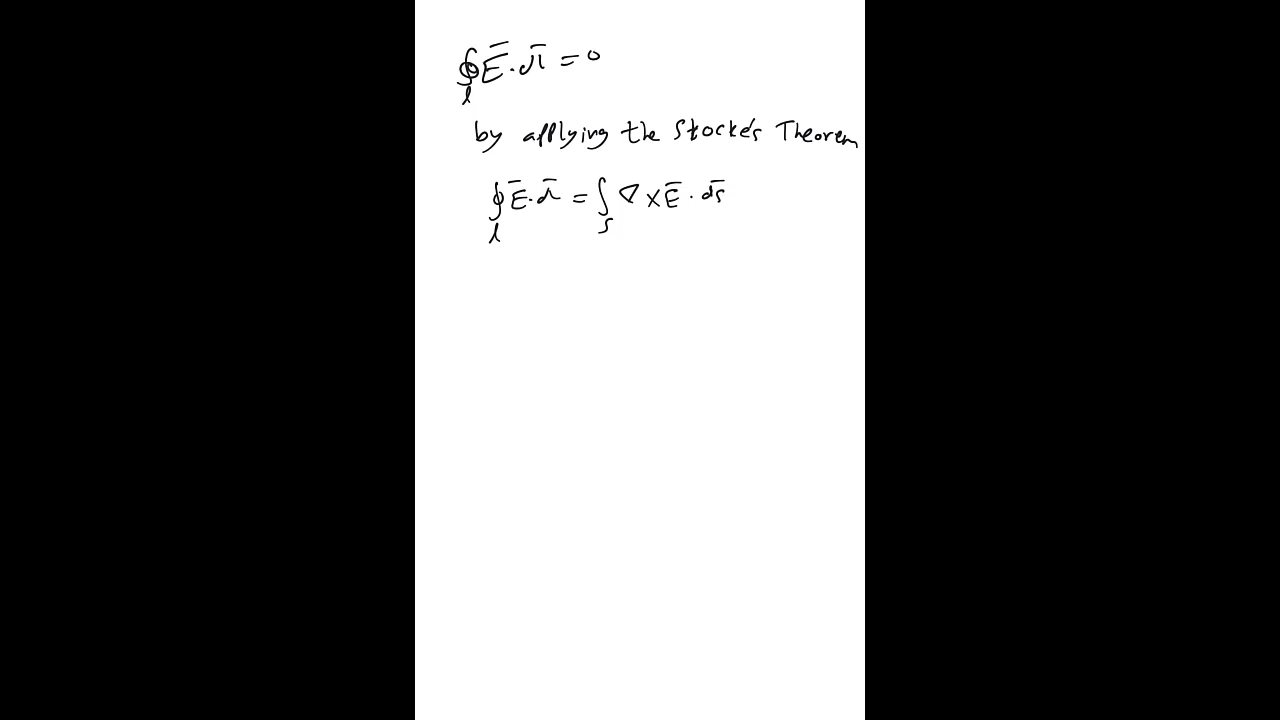 ∮_l E̅·dl̅ = 0
by applying the Stocke's Theorem
∮_l E̅·dl̅ = ∫_S ∇×E̅·ds̅